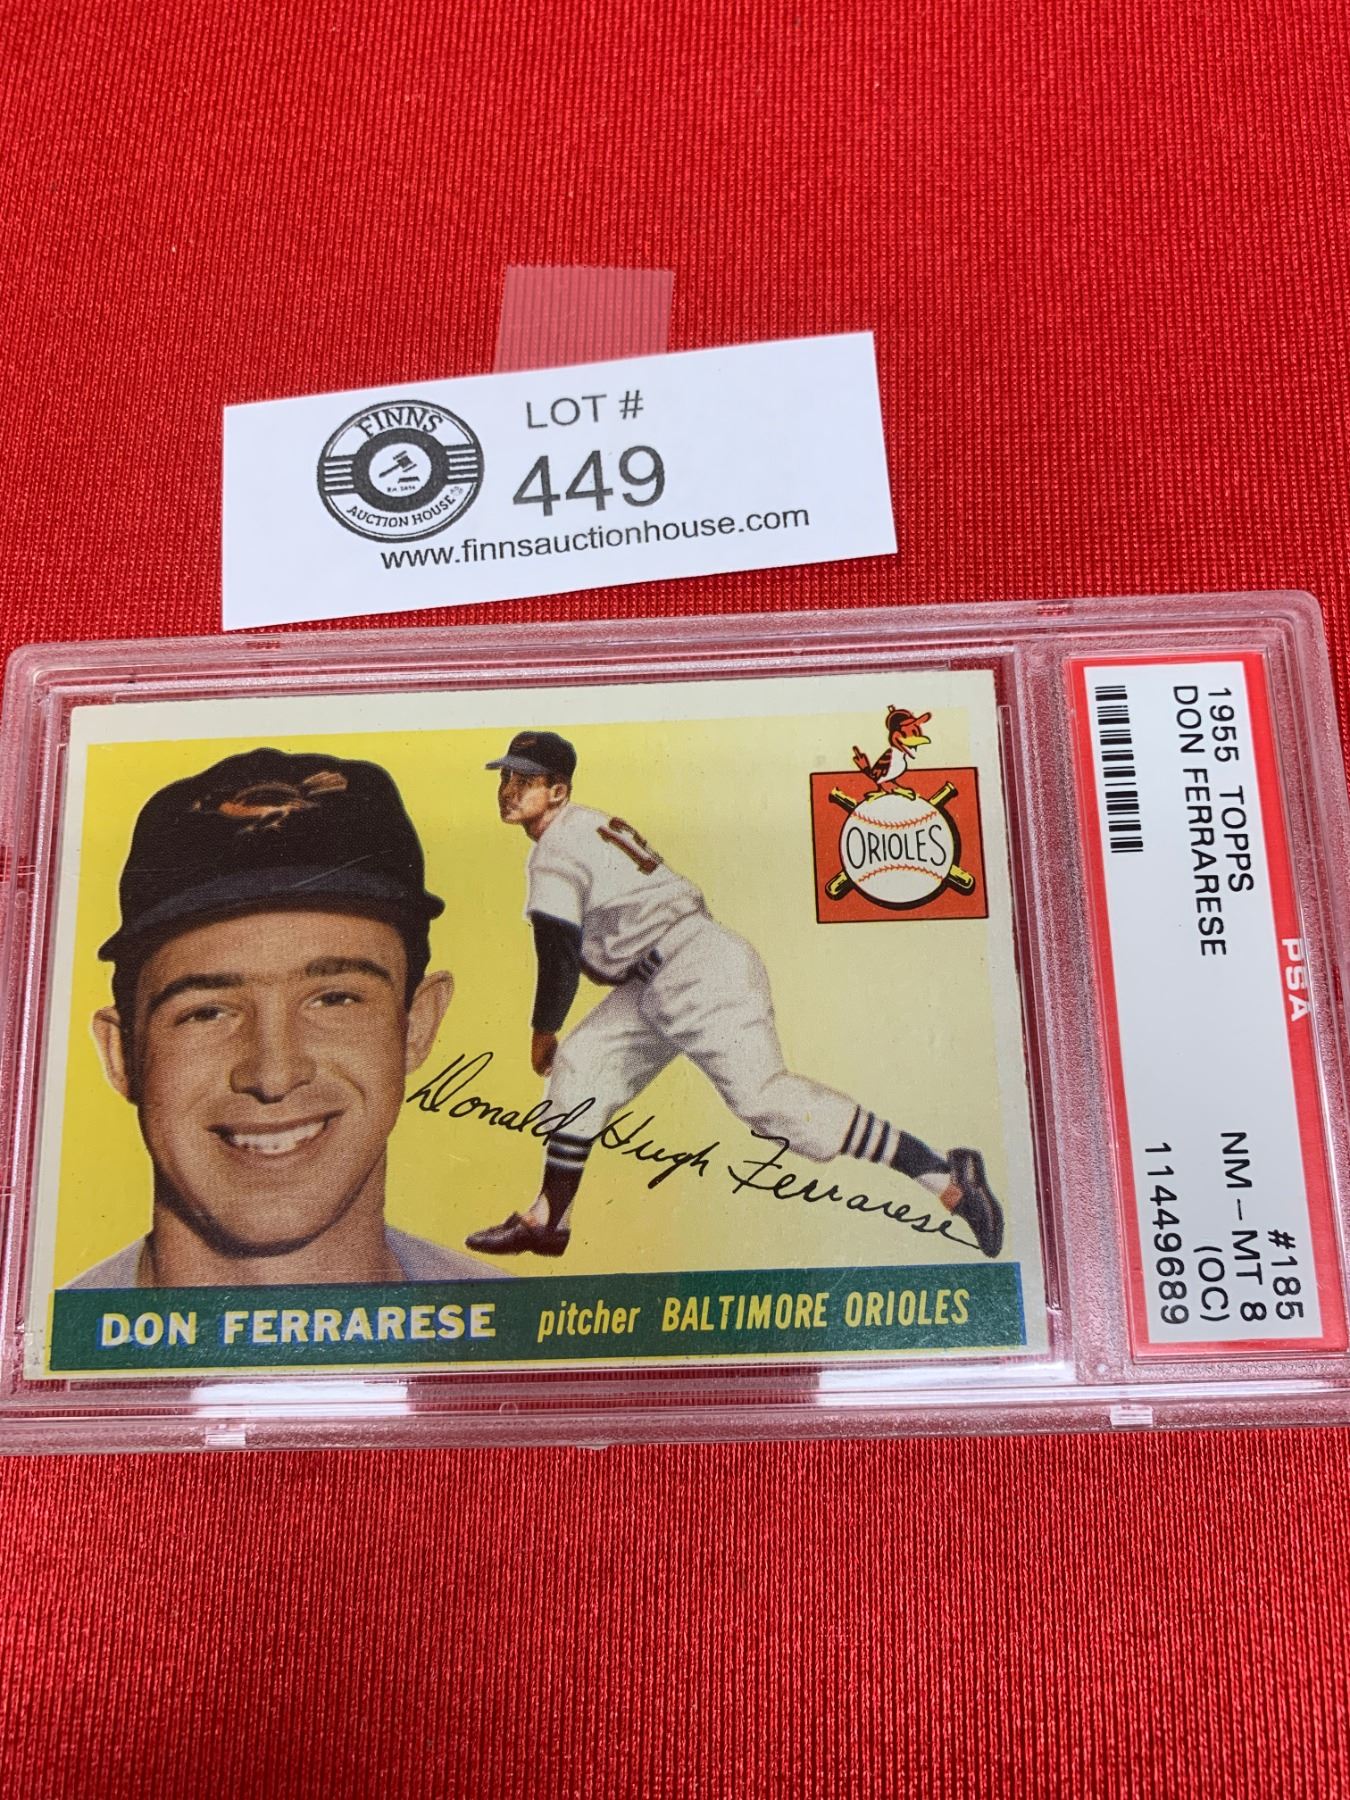 FINNS
AUCTION HOUSE
LOT #
449
www.finnsauctionhouse.com
ORIOLES
Donald Hugh Ferrarese
DON FERRARESE pitcher BALTIMORE ORIOLES
PSA
1955 TOPPS #185
DON FERRARESE NM-MT 8
(OC)
11449689